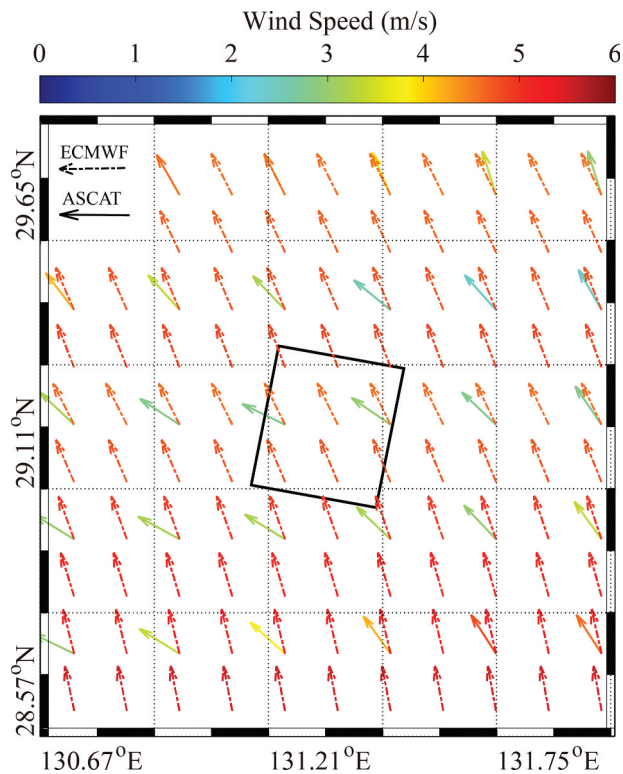 Wind Speed (m/s)
0 1 2 3 4 5 6
ECMWF
ASCAT
29.65°N
29.11°N
28.57°N
130.67°E 131.21°E 131.75°E